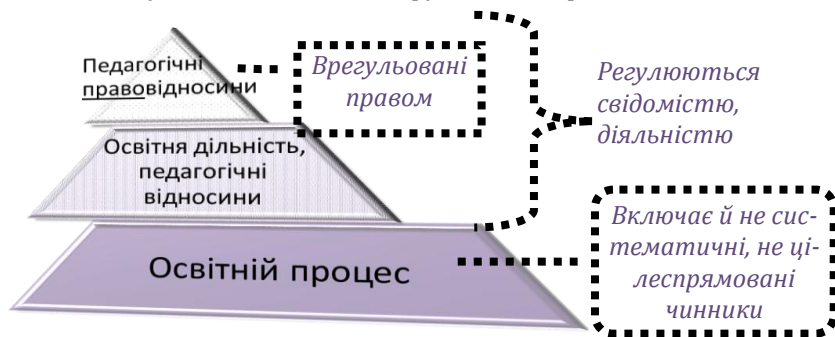 Педагогічні
правовідносини
Врегульовані
правом
Регулюються
свідомістю,
діяльністю
Освітня дільність,
педагогічні
відносини
Включає й не сис-
тематичні, не ці-
леспрямовані
чинники
Освітній процес